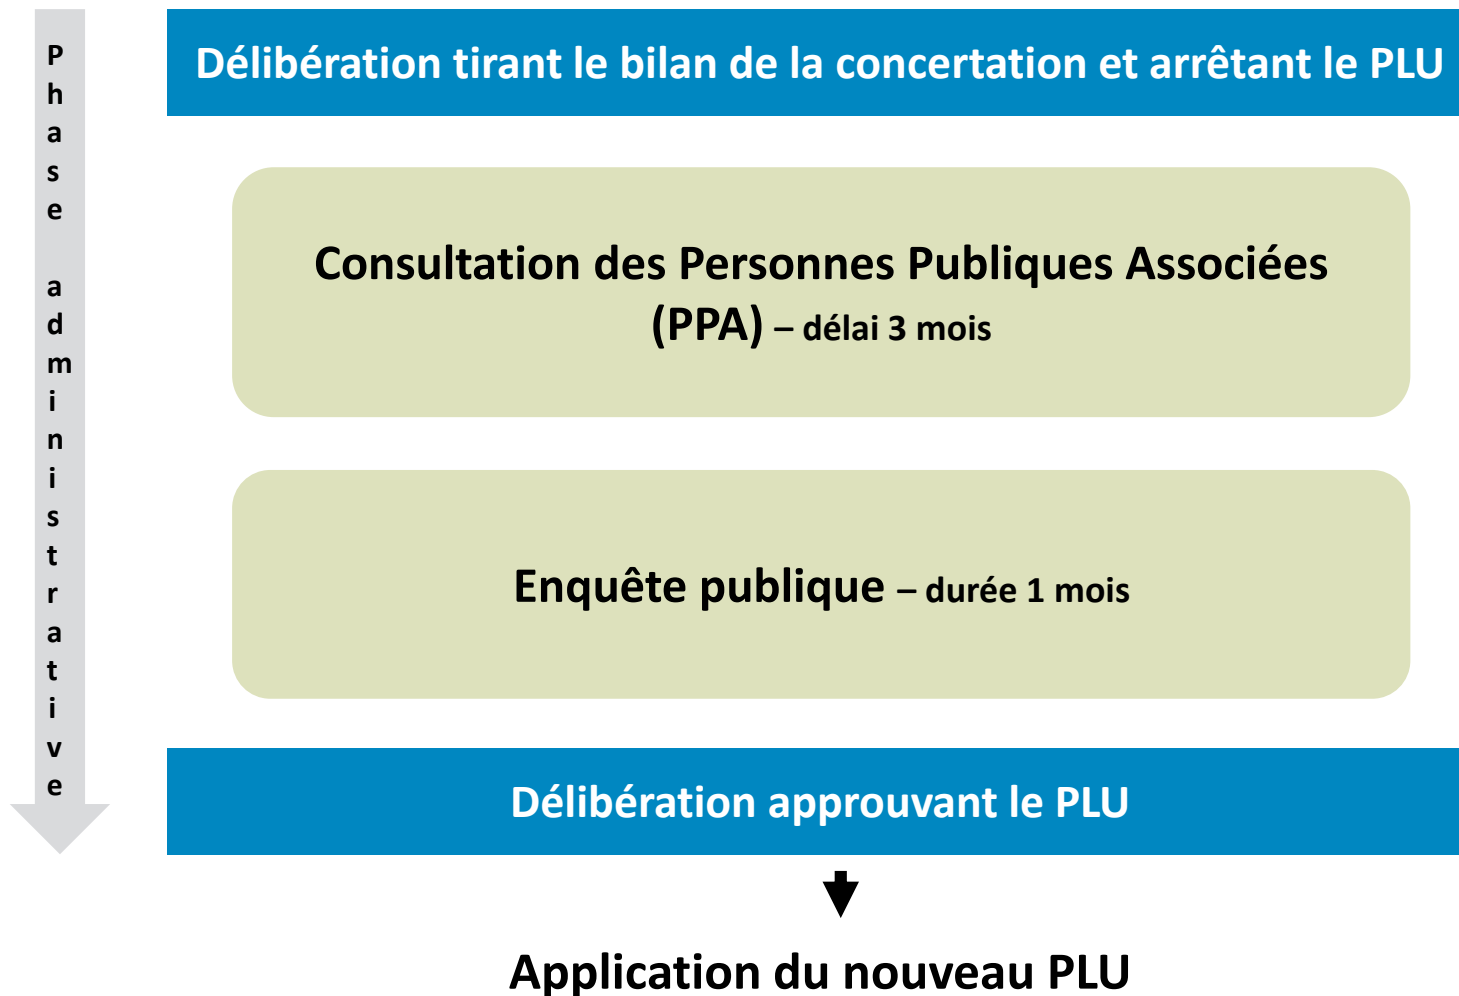 Phase administrative
Délibération tirant le bilan de la concertation et arrêtant le PLU
Consultation des Personnes Publiques Associées
(PPA) – délai 3 mois
Enquête publique – durée 1 mois
Délibération approuvant le PLU
Application du nouveau PLU